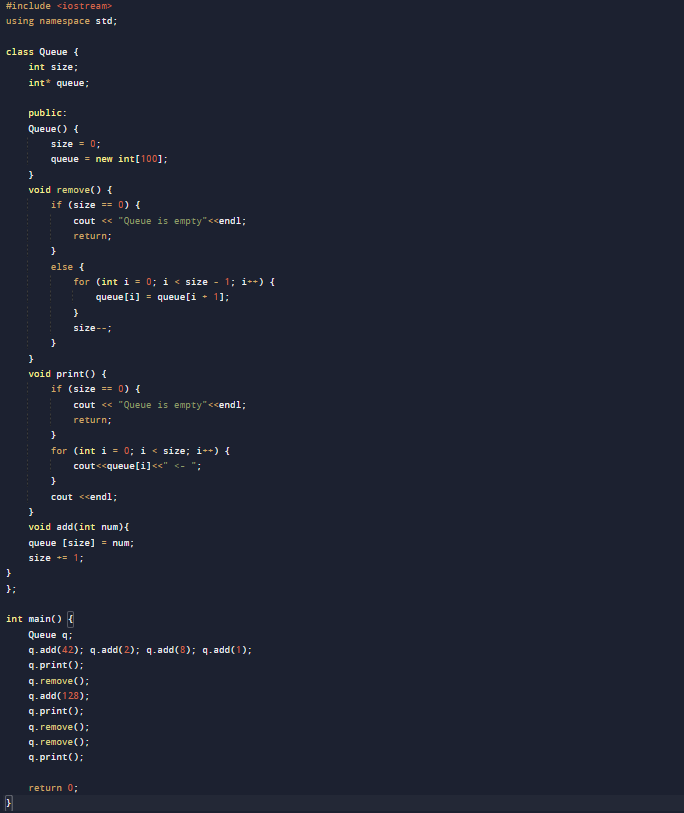 #include <iostream>
using namespace std;
class Queue {
int size;
int* queue;
public:
Queue() {
size = 0;
queue = new int[100];
}
void remove() {
if (size == 0) {
cout << "Queue is empty"<<endl;
return;
}
else {
for (int i = 0; i < size - 1; i++) {
queue[i] = queue[i + 1];
}
size--;
}
}
void print() {
if (size == 0) {
cout << "Queue is empty"<<endl;
return;
}
for (int i = 0; i < size; i++) {
cout<<queue[i]<<" <- ";
}
cout <<endl;
}
void add(int num){
queue [size] = num;
size += 1;
}
};
int main() {
Queue q;
q.add(42); q.add(2); q.add(8); q.add(1);
q.print();
q.remove();
q.add(128);
q.print();
q.remove();
q.remove();
q.print();
return 0;
}